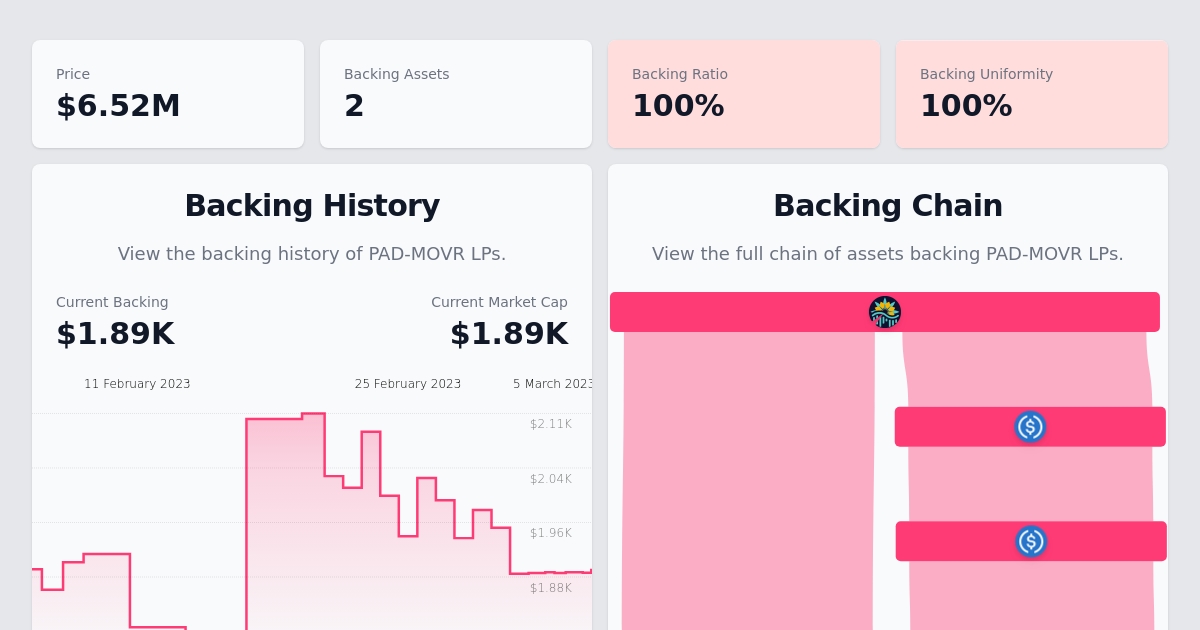 Price
$6.52M
Backing Assets
2
Backing Ratio
100%
Backing Uniformity
100%
Backing History
View the backing history of PAD-MOVR LPs.
Current Backing
$1.89K
Current Market Cap
$1.89K
11 February 2023
25 February 2023
5 March 2023
$2.11K
$2.04K
$1.96K
$1.88K
Backing Chain
View the full chain of assets backing PAD-MOVR LPs.
$
$